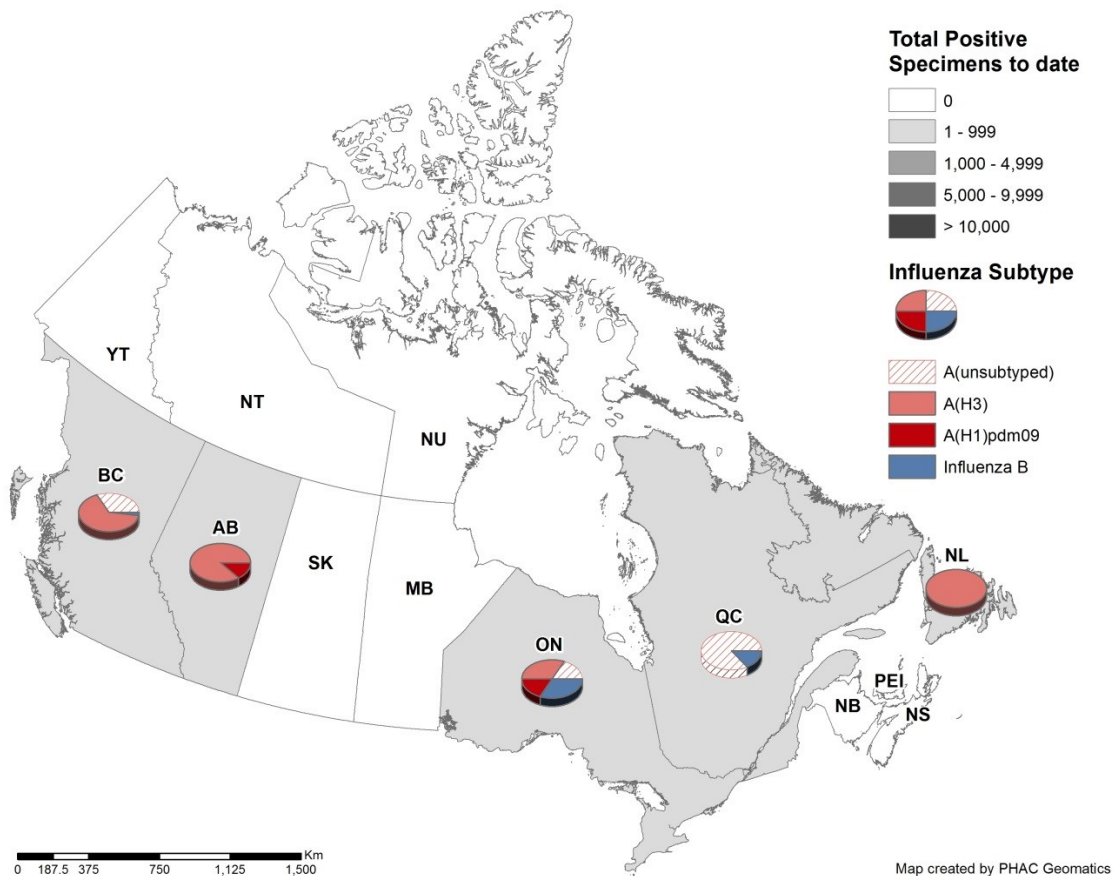 Total Positive
Specimens to date
0
1 - 999
1,000 - 4,999
5,000 - 9,999
> 10,000
Influenza Subtype
A(unsubtyped)
A(H3)
A(H1)pdm09
Influenza B
YT
NT
NU
BC
AB
SK
MB
ON
QC
NL
PEI
NB
NS
Km
0 187.5 375 750 1,125 1,500
Map created by PHAC Geomatics